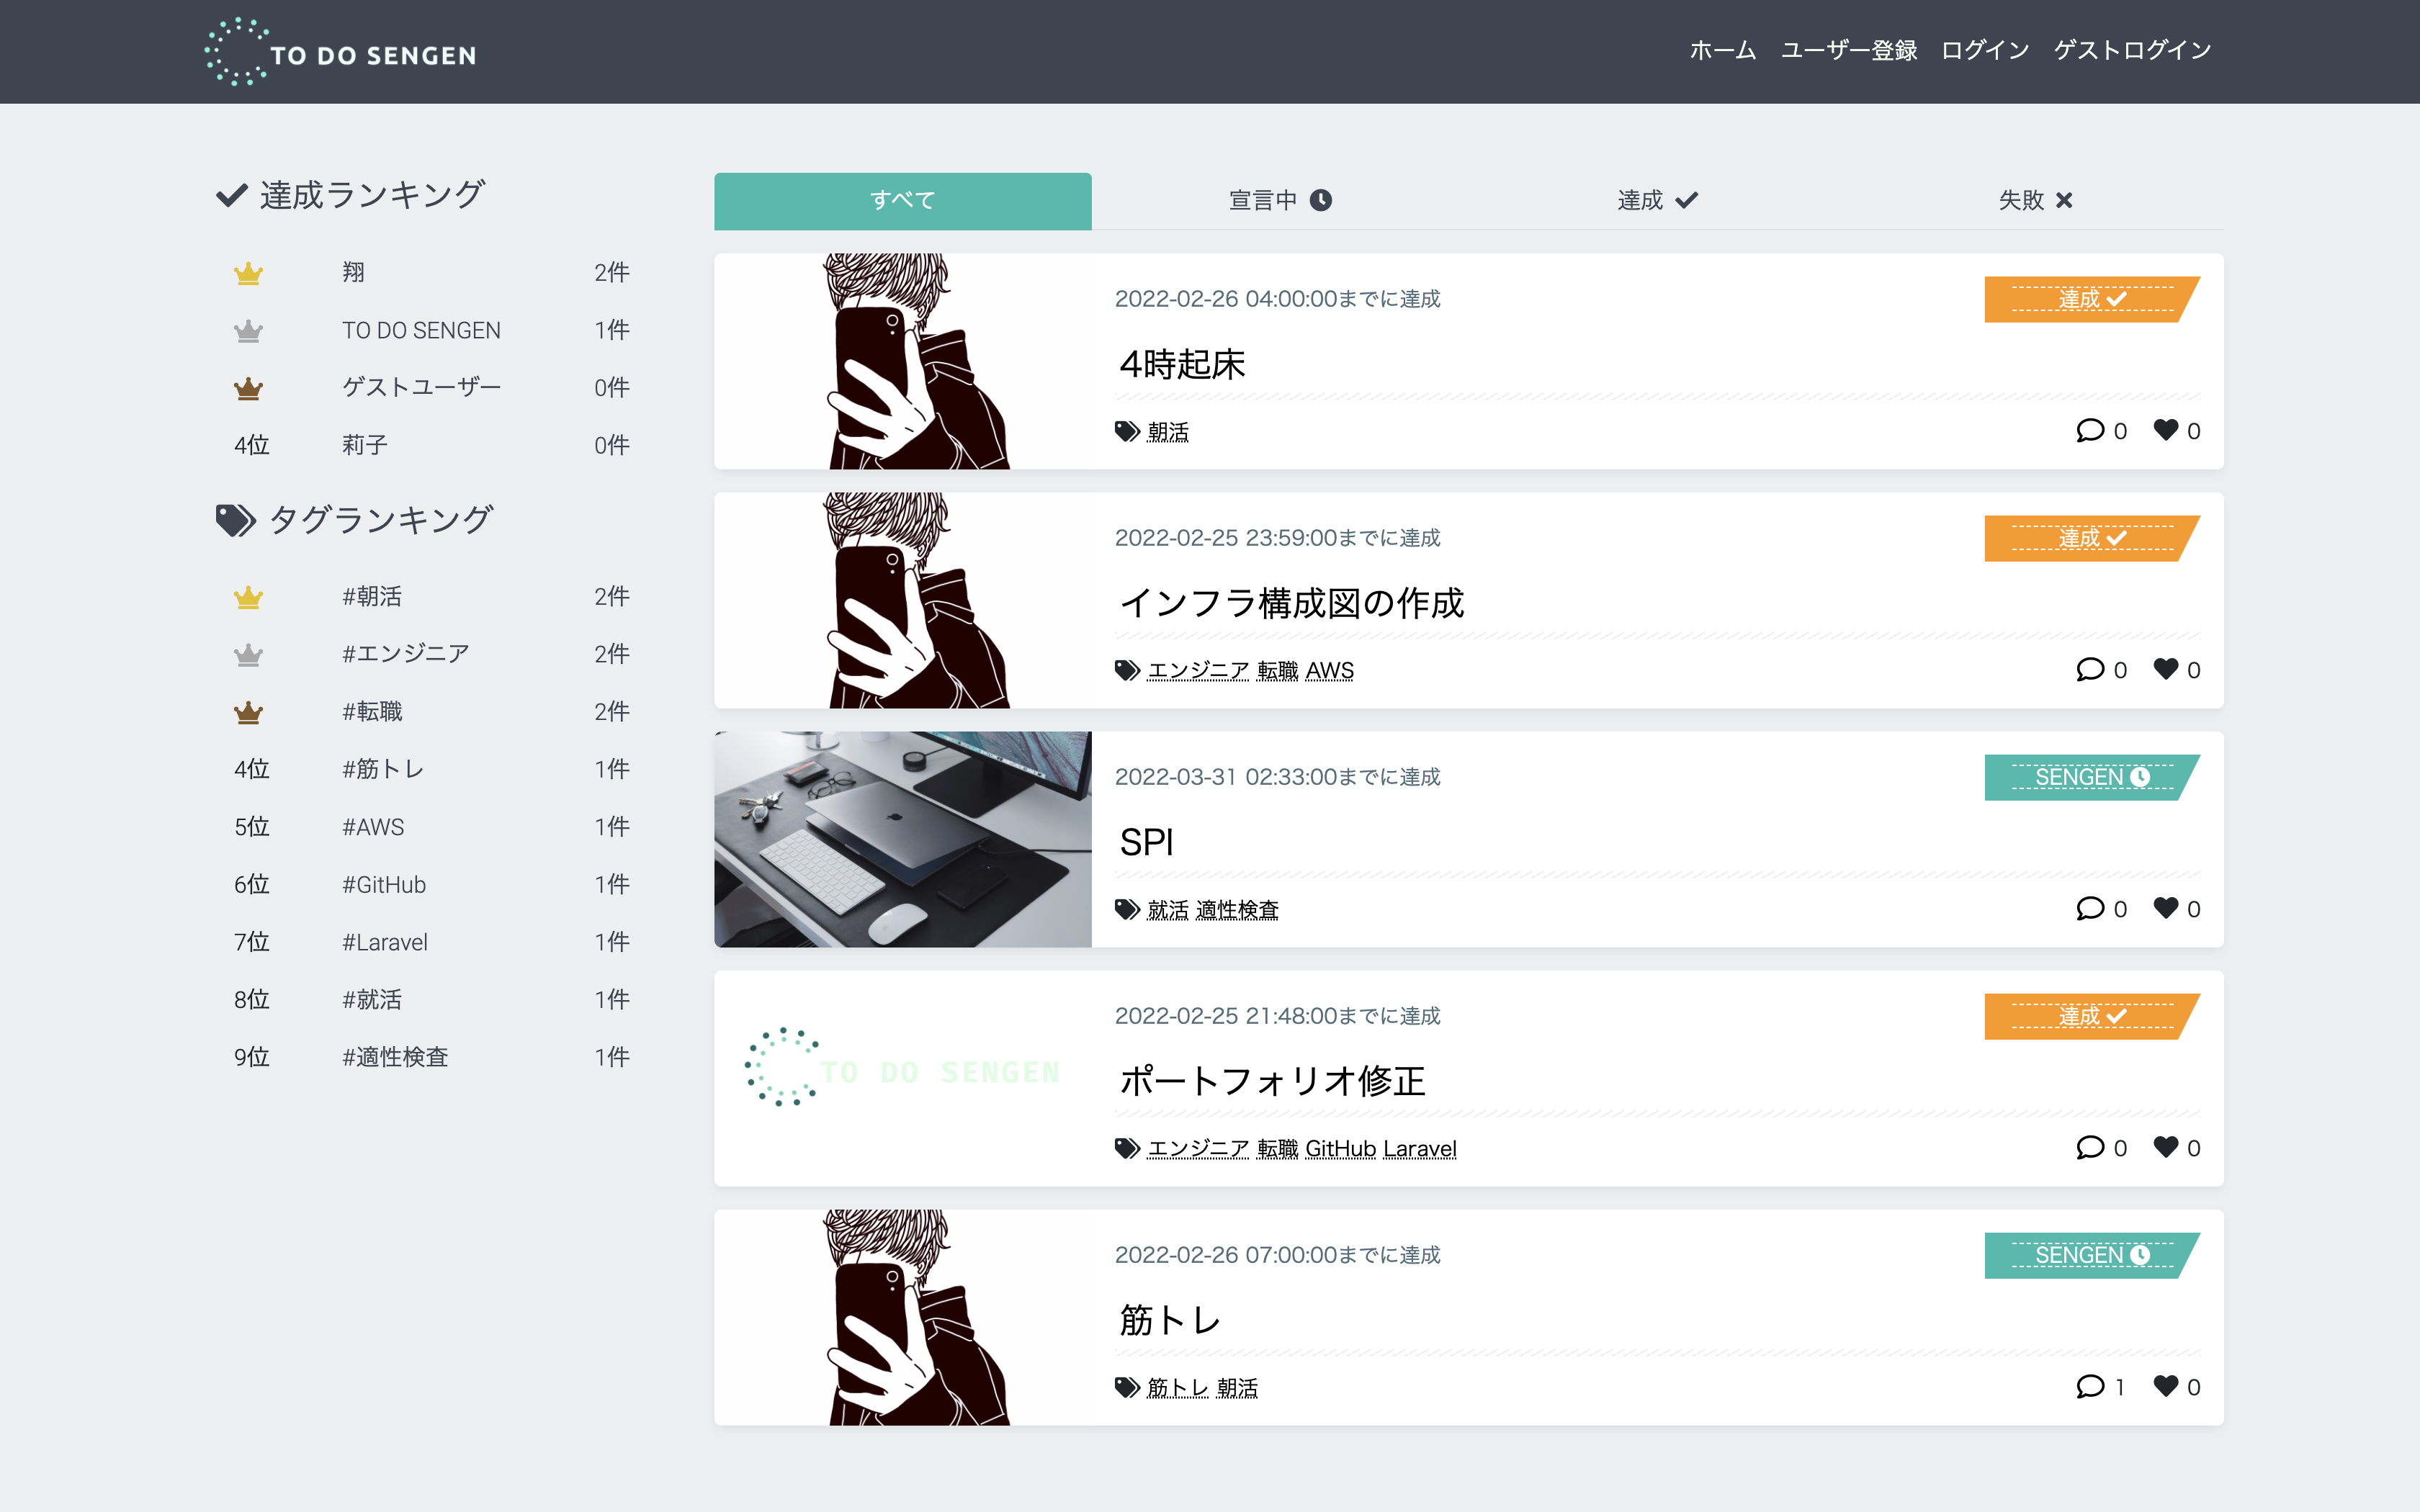 TO DO SENGEN
ホーム ユーザー登録 ログイン ゲストログイン
達成ランキング
翔 2件
TO DO SENGEN 1件
ゲストユーザー 0件
4位 莉子 0件
タグランキング
#朝活 2件
#エンジニア 2件
#転職 2件
4位 #筋トレ 1件
5位 #AWS 1件
6位 #GitHub 1件
7位 #Laravel 1件
8位 #就活 1件
9位 #適性検査 1件
すべて 宣言中 達成 失敗
2022-02-26 04:00:00までに達成 達成
4時起床
朝活 0 0
2022-02-25 23:59:00までに達成 達成
インフラ構成図の作成
エンジニア 転職 AWS 0 0
2022-03-31 02:33:00までに達成 SENGEN
SPI
就活 適性検査 0 0
TO DO SENGEN
2022-02-25 21:48:00までに達成 達成
ポートフォリオ修正
エンジニア 転職 GitHub Laravel 0 0
2022-02-26 07:00:00までに達成 SENGEN
筋トレ
筋トレ 朝活 1 0